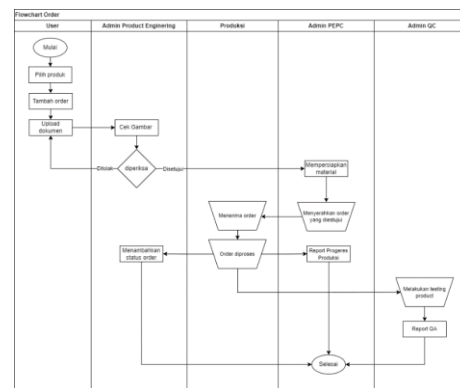 Flowchart Order
User
Admin Product Enginering
Produksi
Admin PEPC
Admin QC
Mulai
Pilih produk
Tambah order
Upload
dokumen
Cek Gambar
Ditolak
diperiksa
Disetujui
Mempersiapkan
material
Menyerahkan order
yang disetujui
Menerima order
Menambahkan
status order
Order diproses
Report Progeres
Produksi
Melakukan testing
product
Report QA
Selesai